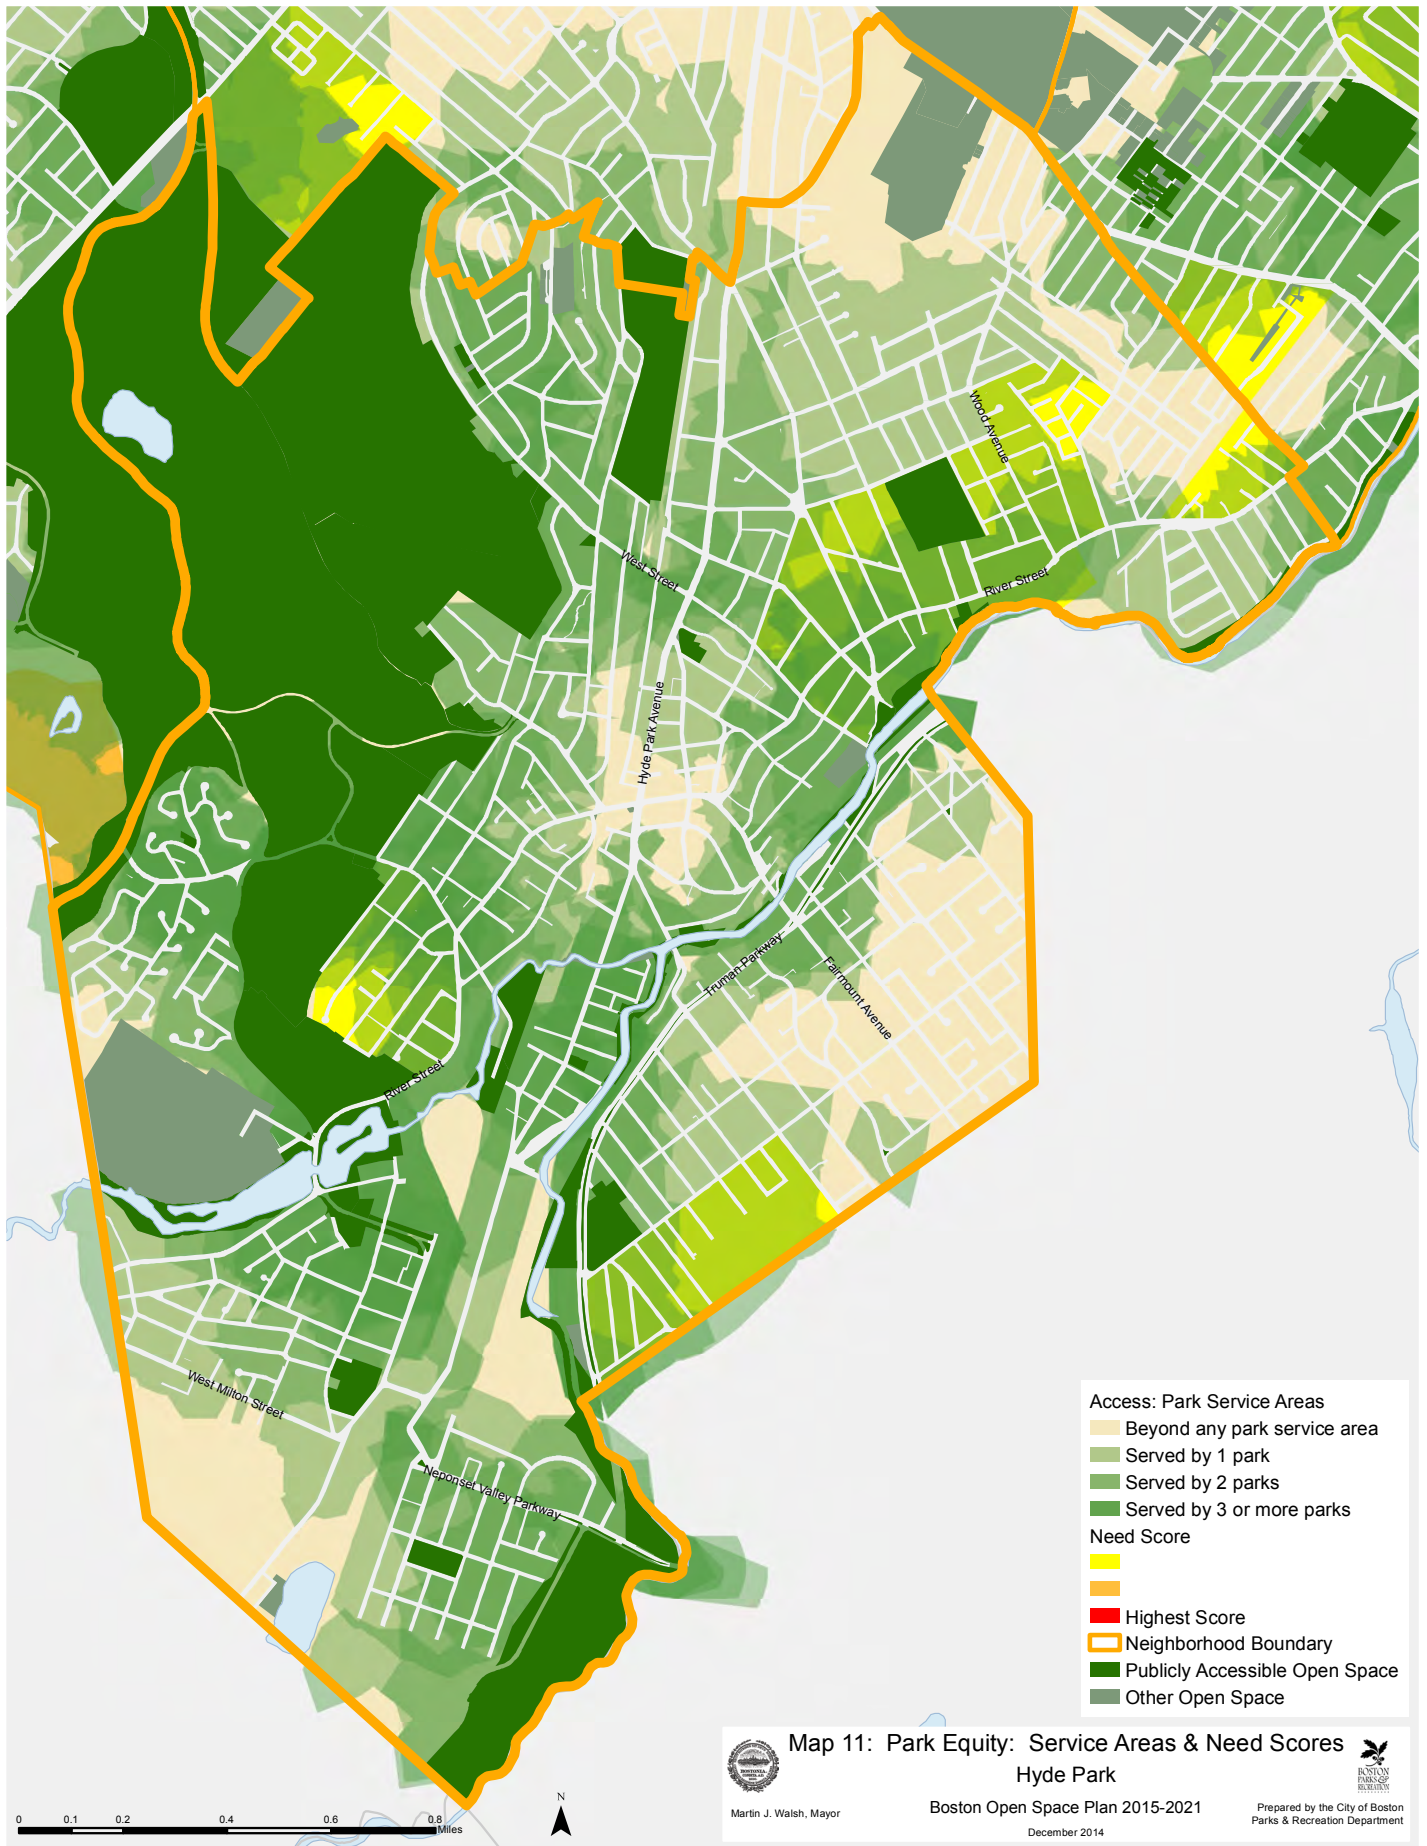 Wood Avenue
West Street
River Street
Hyde Park Avenue
Truman Parkway
Fairmount Avenue
River Street
West Milton Street
Neponset Valley Parkway
Access: Park Service Areas
Beyond any park service area
Served by 1 park
Served by 2 parks
Served by 3 or more parks
Need Score
Highest Score
Neighborhood Boundary
Publicly Accessible Open Space
Other Open Space
Map 11: Park Equity: Service Areas & Need Scores
Hyde Park
BOSTON
PARKS &
RECREATION
Martin J. Walsh, Mayor
Boston Open Space Plan 2015-2021
December 2014
Prepared by the City of Boston
Parks & Recreation Department
N
0 0.1 0.2 0.4 0.6 0.8
Miles